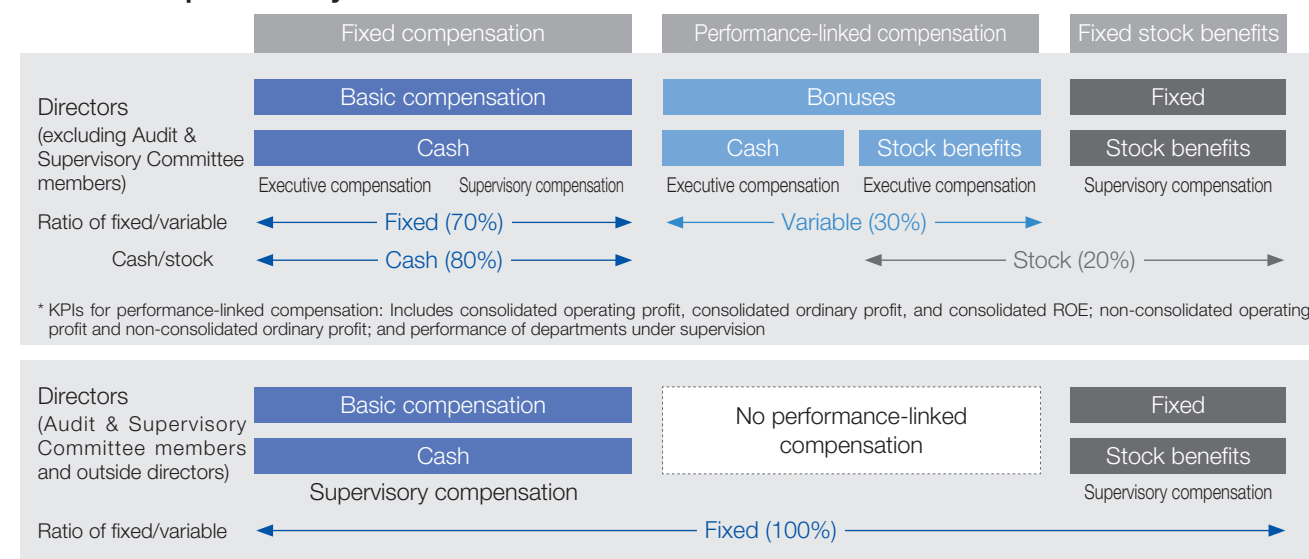 Fixed compensation
Performance-linked compensation
Fixed stock benefits
Directors
(excluding Audit &
Supervisory Committee
members)
Basic compensation
Bonuses
Fixed
Cash
Cash
Stock benefits
Stock benefits
Executive compensation
Supervisory compensation
Executive compensation
Executive compensation
Supervisory compensation
Ratio of fixed/variable
Fixed (70%)
Variable (30%)
Cash/stock
Cash (80%)
Stock (20%)
* KPIs for performance-linked compensation: Includes consolidated operating profit, consolidated ordinary profit, and consolidated ROE; non-consolidated operating
profit and non-consolidated ordinary profit; and performance of departments under supervision
Directors
(Audit & Supervisory
Committee members
and outside directors)
Basic compensation
No performance-linked
compensation
Fixed
Cash
Stock benefits
Supervisory compensation
Supervisory compensation
Ratio of fixed/variable
Fixed (100%)